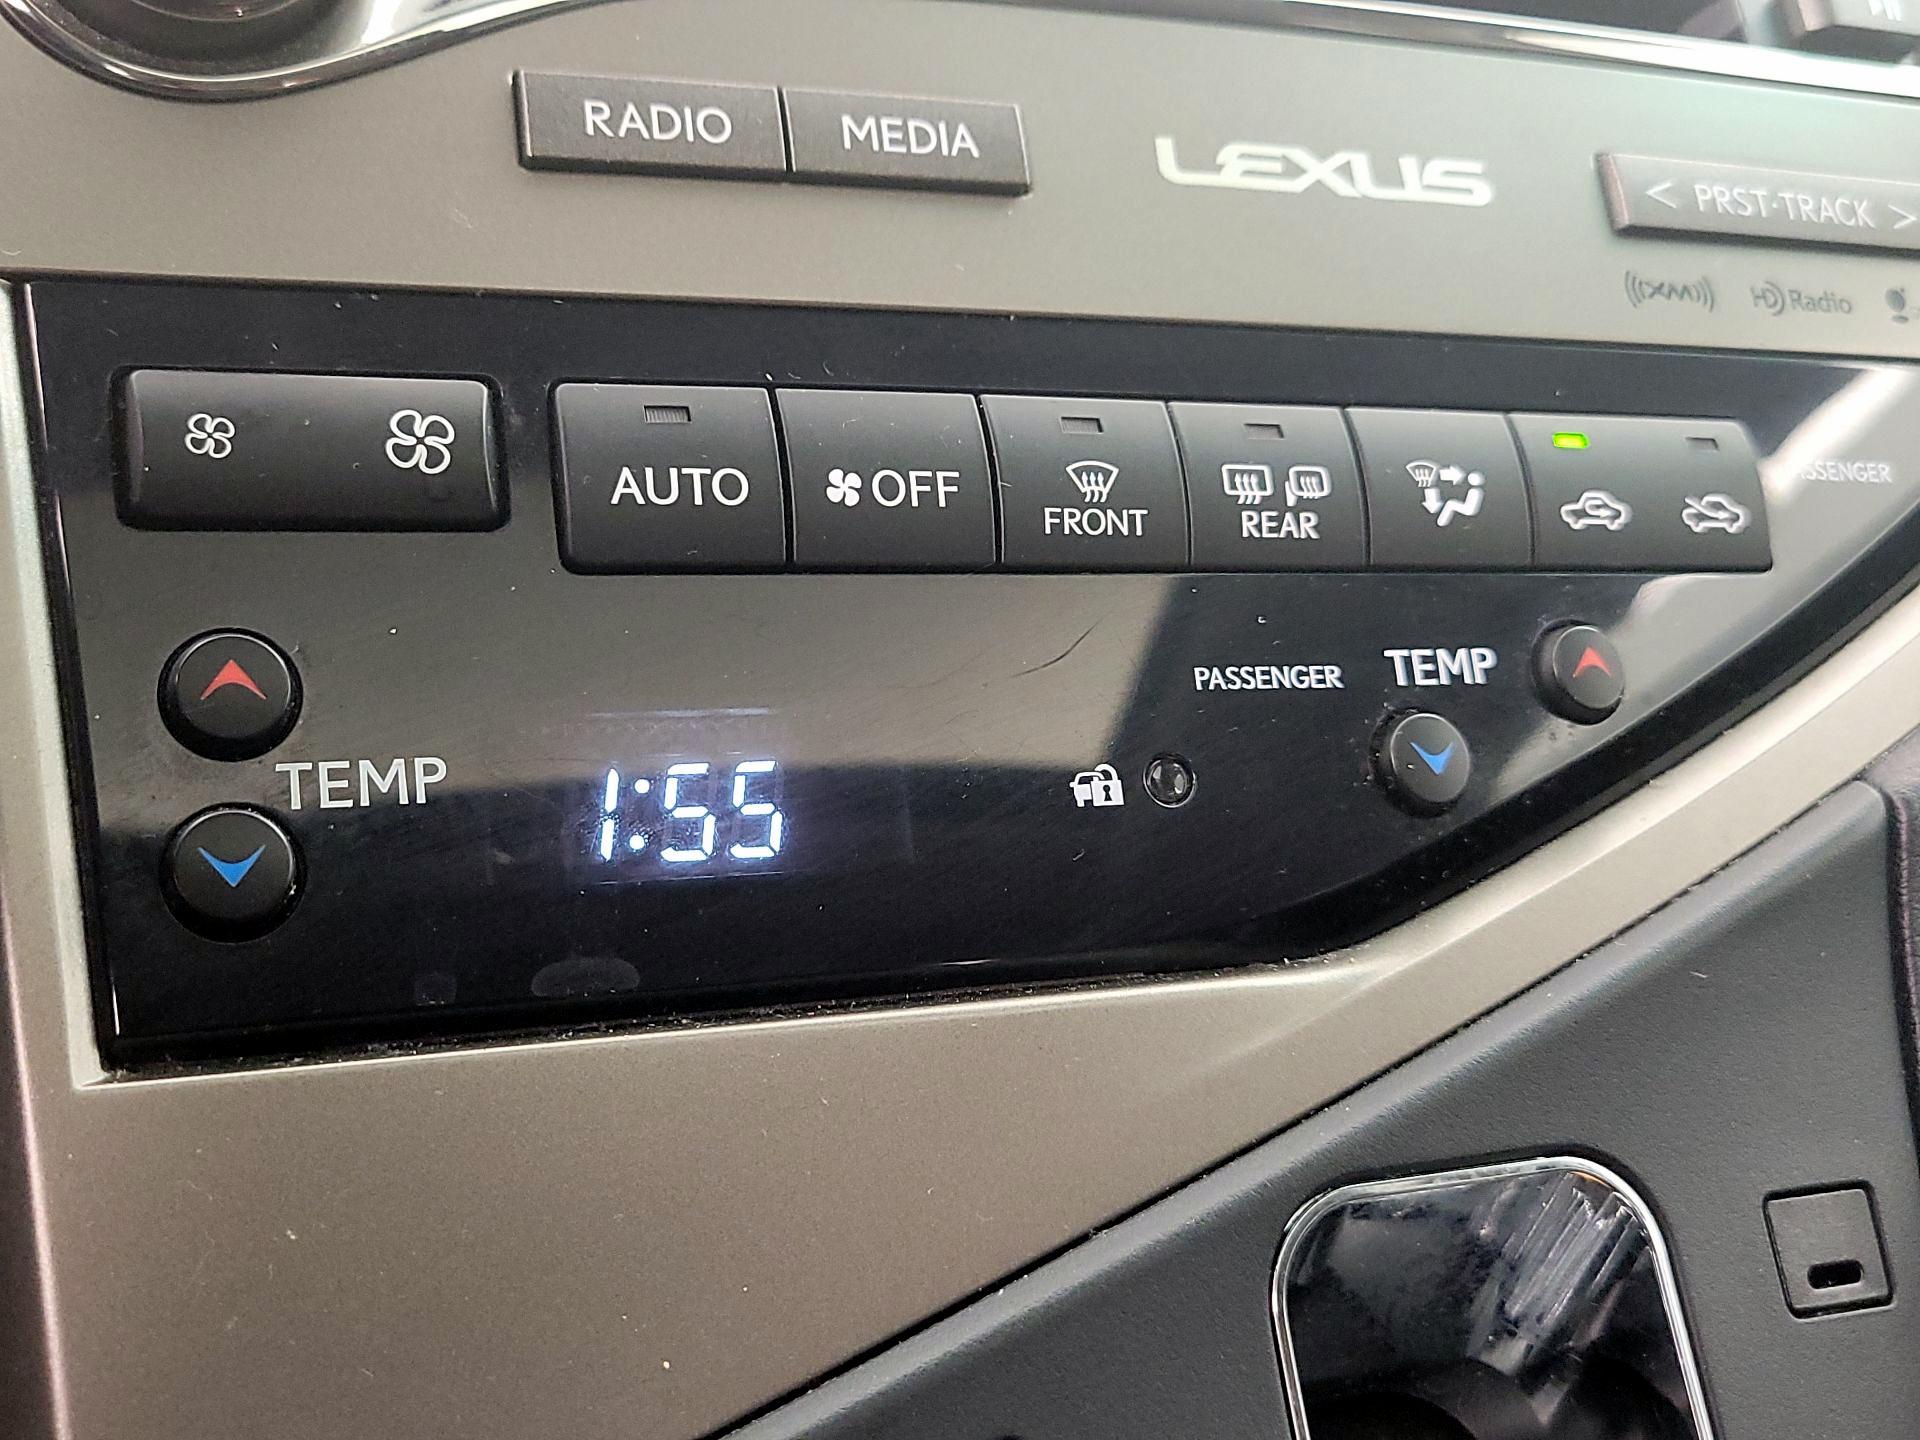 RADIO
MEDIA
LEXUS
< PRST·TRACK >
((XM))
HD Radio
AUTO
OFF
FRONT
REAR
PASSENGER
TEMP
TEMP
1:55